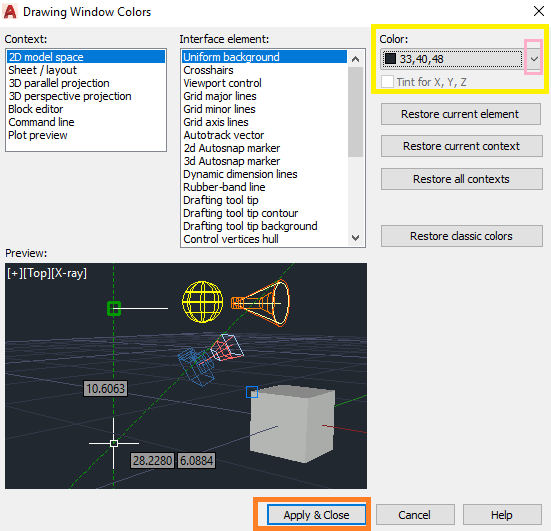 Drawing Window Colors
Context:
2D model space
Sheet / layout
3D parallel projection
3D perspective projection
Block editor
Command line
Plot preview
Interface element:
Uniform background
Crosshairs
Viewport control
Grid major lines
Grid minor lines
Grid axis lines
Autotrack vector
2d Autosnap marker
3d Autosnap marker
Dynamic dimension lines
Rubber-band line
Drafting tool tip
Drafting tool tip contour
Drafting tool tip background
Control vertices hull
Color:
33,40,48
Tint for X, Y, Z
Restore current element
Restore current context
Restore all contexts
Restore classic colors
Preview:
[+][Top][X-ray]
10.6063
28.2280 6.0884
Apply & Close
Cancel
Help